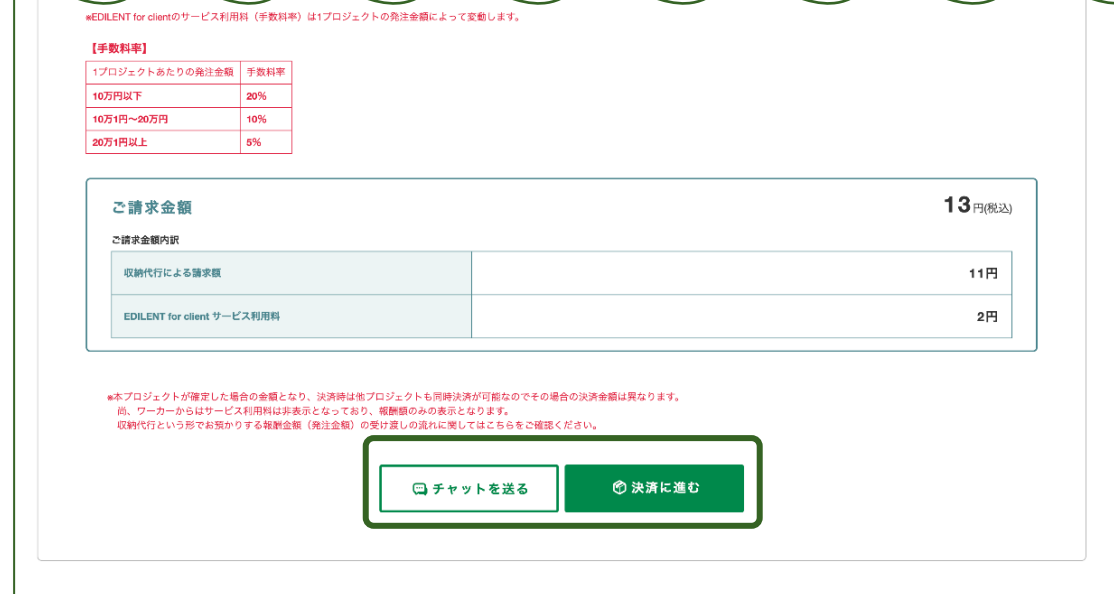 ※EDILENT for clientのサービス利用料（手数料率）は1プロジェクトの発注金額によって変動します。
【手数料率】
1プロジェクトあたりの発注金額 手数料率
10万円以下 20%
10万1円〜20万円 10%
20万1円以上 5%
ご請求金額 13円(税込)
ご請求金額内訳
収納代行による請求額 11円
EDILENT for client サービス利用料 2円
※本プロジェクトが確定した場合の金額となり、決済時は他プロジェクトも同時決済が可能なのでその場合の決済金額は異なります。
尚、ワーカーからはサービス利用料は非表示となっており、報酬額のみの表示となります。
収納代行という形でお預かりする報酬金額（発注金額）の受け渡しの流れに関してはこちらをご確認ください。
チャットを送る 決済に進む